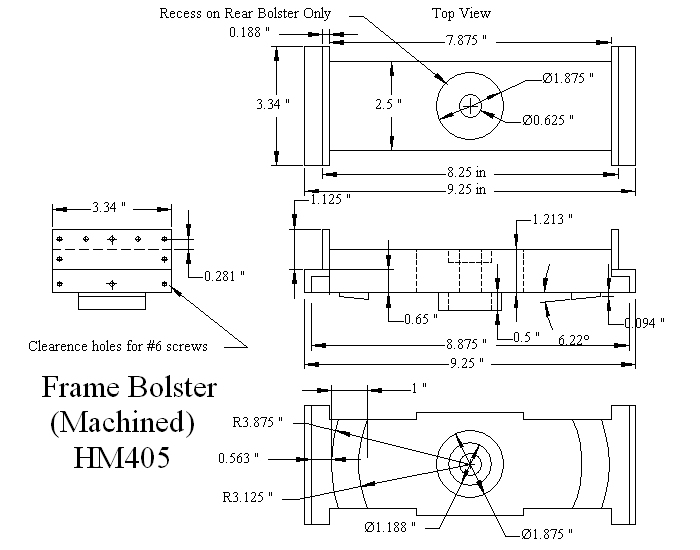 Recess on Rear Bolster Only
Top View
0.188 "
7.875 "
3.34 "
2.5 "
Ø1.875 "
Ø0.625 "
8.25 in
9.25 in
1.125 "
3.34 "
1.213 "
0.281 "
0.65 "
0.5 "
6.22°
0.094 "
8.875 "
9.25 "
Clearence holes for #6 screws
Frame Bolster
(Machined)
HM405
1 "
R3.875 "
0.563 "
R3.125 "
Ø1.188 "
Ø1.875 "